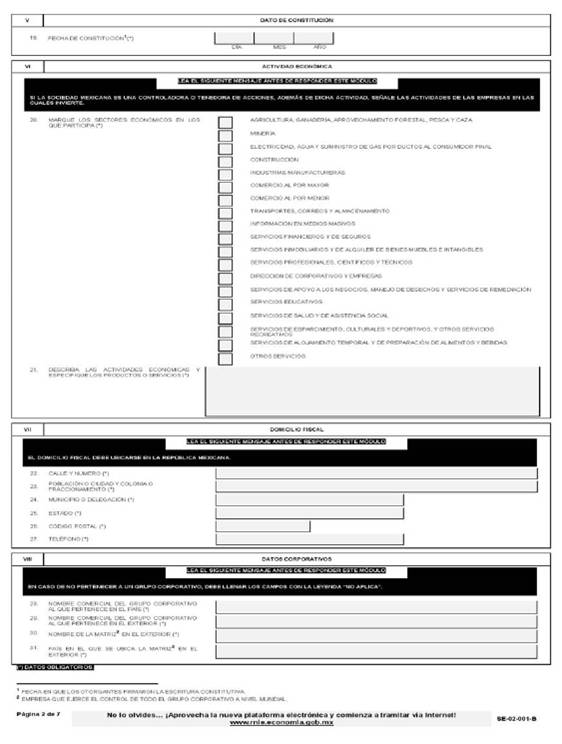 V DATO DE CONSTITUCIÓN
19. FECHA DE CONSTITUCIÓN¹(*)
DÍA MES AÑO
VI ACTIVIDAD ECONÓMICA
LEA EL SIGUIENTE MENSAJE ANTES DE RESPONDER ESTE MÓDULO
SI LA SOCIEDAD MEXICANA ES UNA CONTROLADORA O TENEDORA DE ACCIONES, ADEMÁS DE DICHA ACTIVIDAD, SEÑALE LAS ACTIVIDADES DE LAS EMPRESAS EN LAS
CUALES INVIERTE.
20. MARQUE LOS SECTORES ECONÓMICOS EN LOS
QUE PARTICIPA (*)
AGRICULTURA, GANADERÍA, APROVECHAMIENTO FORESTAL, PESCA Y CAZA
MINERÍA
ELECTRICIDAD, AGUA Y SUMINISTRO DE GAS POR DUCTOS AL CONSUMIDOR FINAL
CONSTRUCCIÓN
INDUSTRIAS MANUFACTURERAS
COMERCIO AL POR MAYOR
COMERCIO AL POR MENOR
TRANSPORTES, CORREOS Y ALMACENAMIENTO
INFORMACIÓN EN MEDIOS MASIVOS
SERVICIOS FINANCIEROS Y DE SEGUROS
SERVICIOS INMOBILIARIOS Y DE ALQUILER DE BIENES MUEBLES E INTANGIBLES
SERVICIOS PROFESIONALES, CIENTÍFICOS Y TÉCNICOS
DIRECCIÓN DE CORPORATIVOS Y EMPRESAS
SERVICIOS DE APOYO A LOS NEGOCIOS, MANEJO DE DESECHOS Y SERVICIOS DE REMEDIACIÓN
SERVICIOS EDUCATIVOS
SERVICIOS DE SALUD Y DE ASISTENCIA SOCIAL
SERVICIOS DE ESPARCIMIENTO, CULTURALES Y DEPORTIVOS, Y OTROS SERVICIOS
RECREATIVOS
SERVICIOS DE ALOJAMIENTO TEMPORAL Y DE PREPARACIÓN DE ALIMENTOS Y BEBIDAS
OTROS SERVICIOS
21. DESCRIBA LAS ACTIVIDADES ECONÓMICAS Y
ESPECIFIQUE LOS PRODUCTOS O SERVICIOS (*)
VII DOMICILIO FISCAL
LEA EL SIGUIENTE MENSAJE ANTES DE RESPONDER ESTE MÓDULO
EL DOMICILIO FISCAL DEBE UBICARSE EN LA REPÚBLICA MEXICANA.
22. CALLE Y NÚMERO (*)
23. POBLACIÓN O CIUDAD Y COLONIA O
FRACCIONAMIENTO (*)
24. MUNICIPIO O DELEGACIÓN (*)
25. ESTADO (*)
26. CÓDIGO POSTAL (*)
27. TELÉFONO (*)
VIII DATOS CORPORATIVOS
LEA EL SIGUIENTE MENSAJE ANTES DE RESPONDER ESTE MÓDULO
EN CASO DE NO PERTENECER A UN GRUPO CORPORATIVO, DEBE LLENAR LOS CAMPOS CON LA LEYENDA "NO APLICA".
28. NOMBRE COMERCIAL DEL GRUPO CORPORATIVO
AL QUE PERTENECE EN EL PAÍS (*)
29. NOMBRE COMERCIAL DEL GRUPO CORPORATIVO
AL QUE PERTENECE EN EL EXTERIOR (*)
30. NOMBRE DE LA MATRIZ² EN EL EXTERIOR (*)
31. PAÍS EN EL QUE SE UBICA LA MATRIZ² EN EL
EXTERIOR (*)
(*) DATOS OBLIGATORIOS.
¹ FECHA EN QUE LOS OTORGANTES FIRMARON LA ESCRITURA CONSTITUTIVA.
² EMPRESA QUE EJERCE EL CONTROL DE TODO EL GRUPO CORPORATIVO A NIVEL MUNDIAL.
Página 2 de 7
No lo olvides... ¡Aprovecha la nueva plataforma electrónica y comienza a tramitar vía Internet!
www.rnie.economia.gob.mx
SE-02-001-B